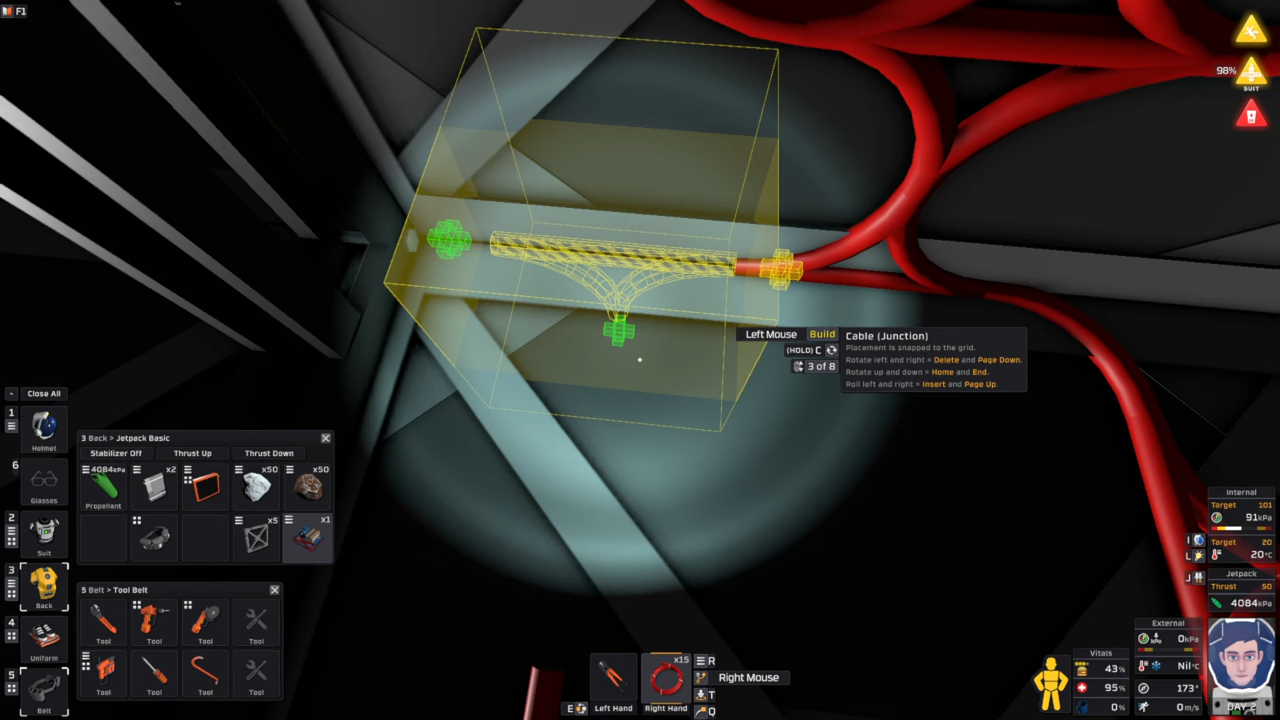 F1
98%
SUIT
Left Mouse Build
(HOLD) C
3 of 8
Cable (Junction)
Placement is snapped to the grid.
Rotate left and right = Delete and Page Down.
Rotate up and down = Home and End.
Roll left and right = Insert and Page Up.
Close All
1
Helmet
6
Glasses
2
Suit
3
Back
4
Uniform
5
Belt
3 Back > Jetpack Basic
Stabilizer Off Thrust Up Thrust Down
4084kPa x2 x50 x50
Propellant
x5 x1
5 Belt > Tool Belt
Tool Tool Tool Tool
Tool Tool Tool Tool
E Left Hand
x15
Right Hand
R
Right Mouse
T
Q
Internal
Target 101
91kPa
Target 20
20°C
I
L
J
Jetpack
Thrust 50
4084kPa
External
kPa 0kPa
Nil°C
173°
0m/s
Vitals
43%
95%
0%
DAY 2